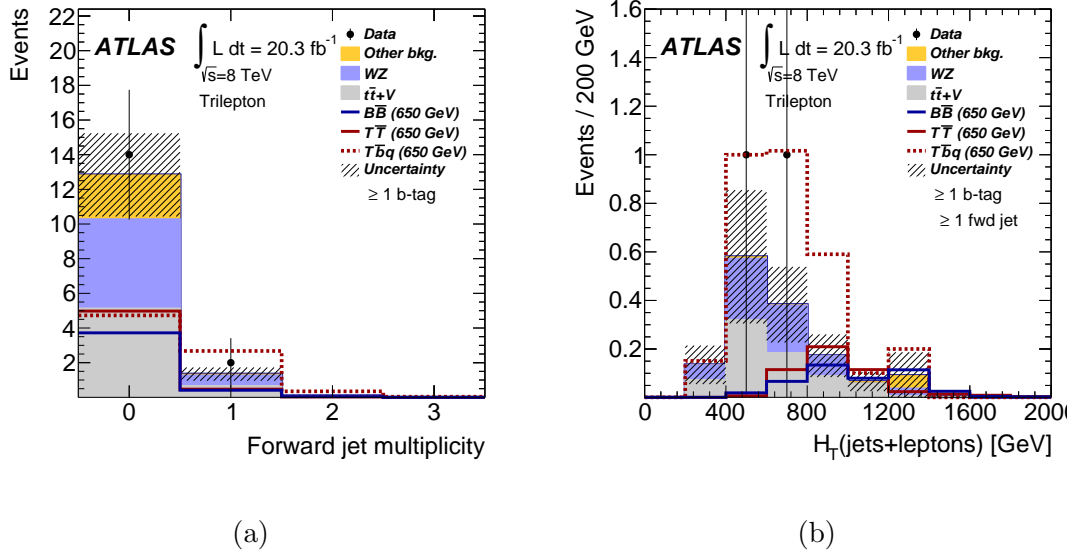 Events
22
20
18
16
14
12
10
8
6
4
2
0
1
2
3
Forward jet multiplicity
ATLAS
∫ L dt = 20.3 fb⁻¹
√s=8 TeV
Trilepton
Data
Other bkg.
WZ
tt̄+V
BB̄ (650 GeV)
TT̄ (650 GeV)
Tb̄q (650 GeV)
Uncertainty
≥ 1 b-tag
(a)
Events / 200 GeV
1.6
1.4
1.2
1
0.8
0.6
0.4
0.2
0
400
800
1200
1600
2000
H_T(jets+leptons) [GeV]
ATLAS
∫ L dt = 20.3 fb⁻¹
√s=8 TeV
Trilepton
Data
Other bkg.
WZ
tt̄+V
BB̄ (650 GeV)
TT̄ (650 GeV)
Tb̄q (650 GeV)
Uncertainty
≥ 1 b-tag
≥ 1 fwd jet
(b)